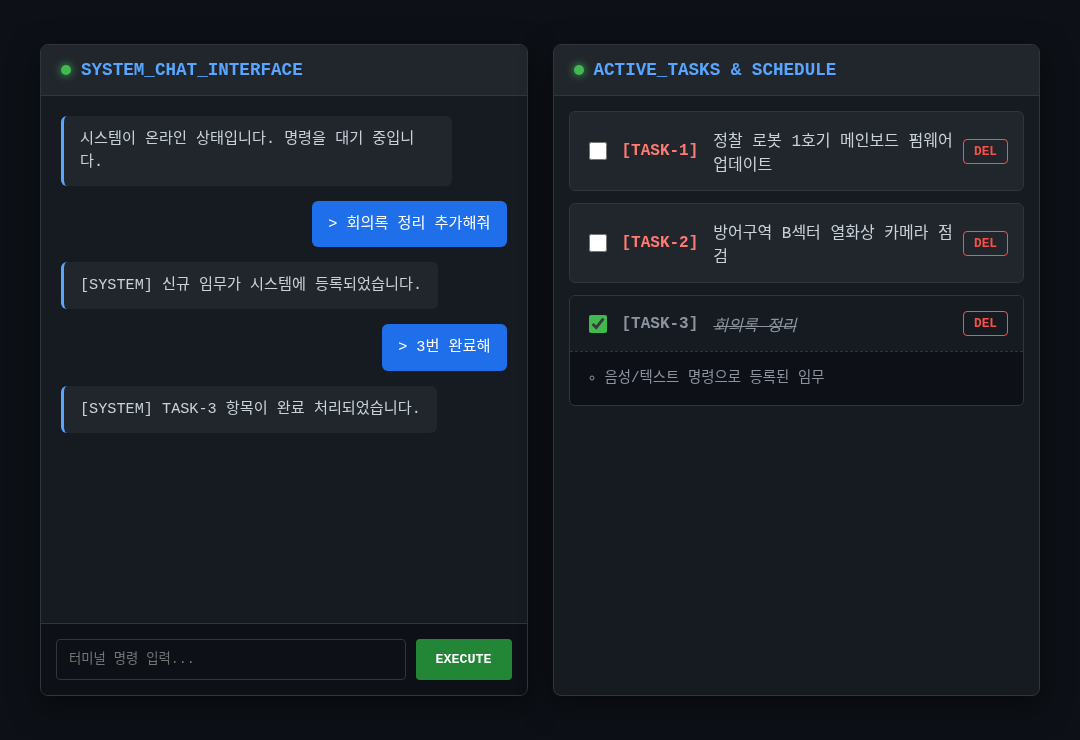 SYSTEM_CHAT_INTERFACE
시스템이 온라인 상태입니다. 명령을 대기 중입니
다.
> 회의록 정리 추가해줘
[SYSTEM] 신규 임무가 시스템에 등록되었습니다.
> 3번 완료해
[SYSTEM] TASK-3 항목이 완료 처리되었습니다.
터미널 명령 입력...
EXECUTE
ACTIVE_TASKS & SCHEDULE
[TASK-1]
정찰 로봇 1호기 메인보드 펌웨어
업데이트
DEL
[TASK-2]
방어구역 B섹터 열화상 카메라 점
검
DEL
[TASK-3]
회의록 정리
DEL
음성/텍스트 명령으로 등록된 임무